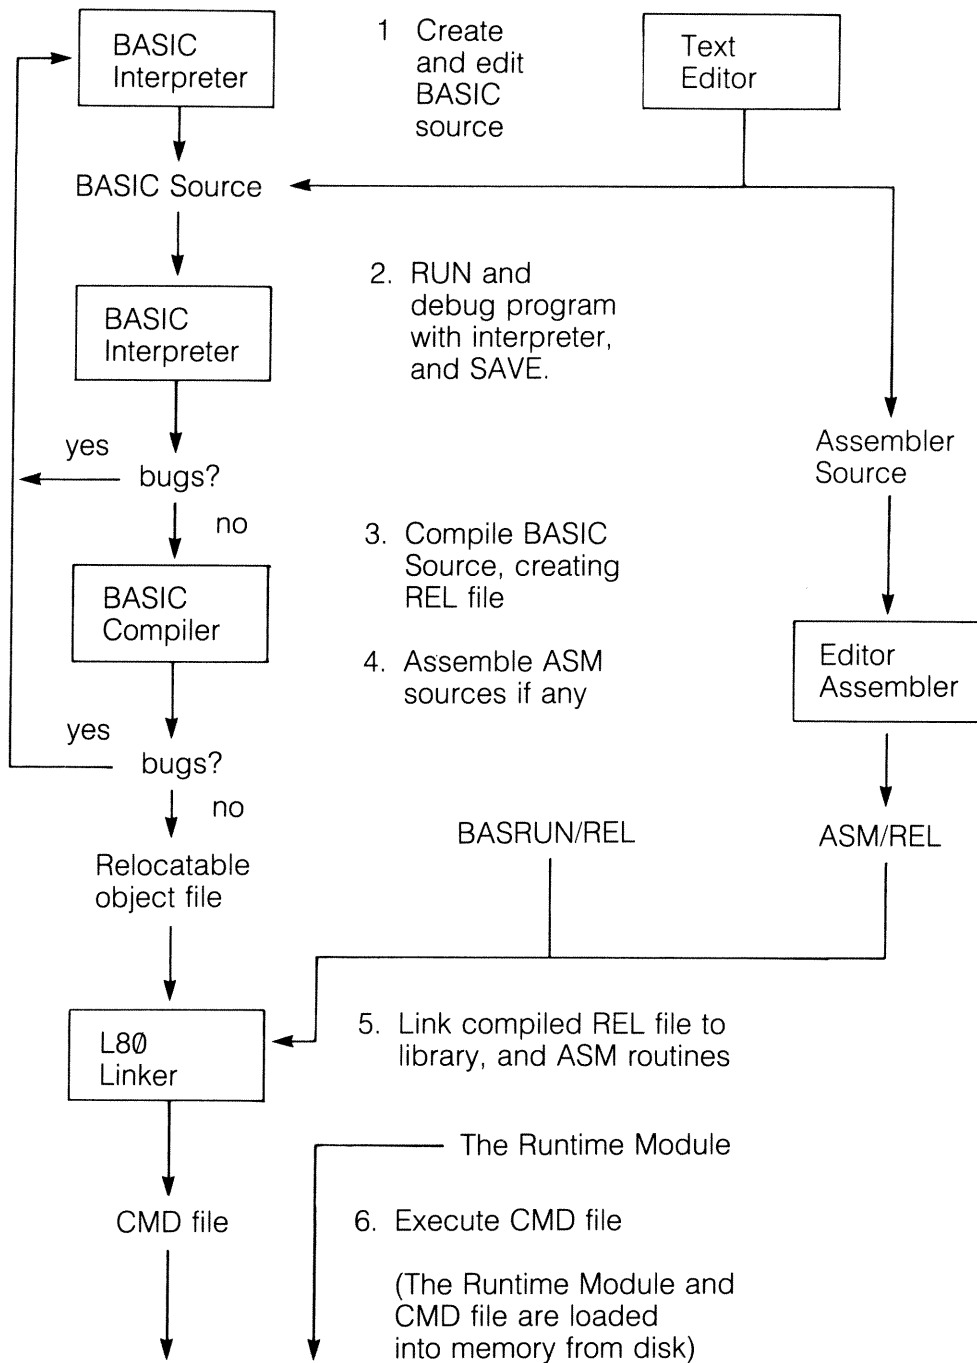 BASIC
Interpreter
1 Create
and edit
BASIC
source
Text
Editor
BASIC Source
2. RUN and
debug program
with interpreter,
and SAVE.
BASIC
Interpreter
yes
bugs?
no
Assembler
Source
3. Compile BASIC
Source, creating
REL file
BASIC
Compiler
4. Assemble ASM
sources if any
Editor
Assembler
yes
bugs?
no
BASRUN/REL
ASM/REL
Relocatable
object file
L80
Linker
5. Link compiled REL file to
library, and ASM routines
The Runtime Module
CMD file
6. Execute CMD file
(The Runtime Module and
CMD file are loaded
into memory from disk)